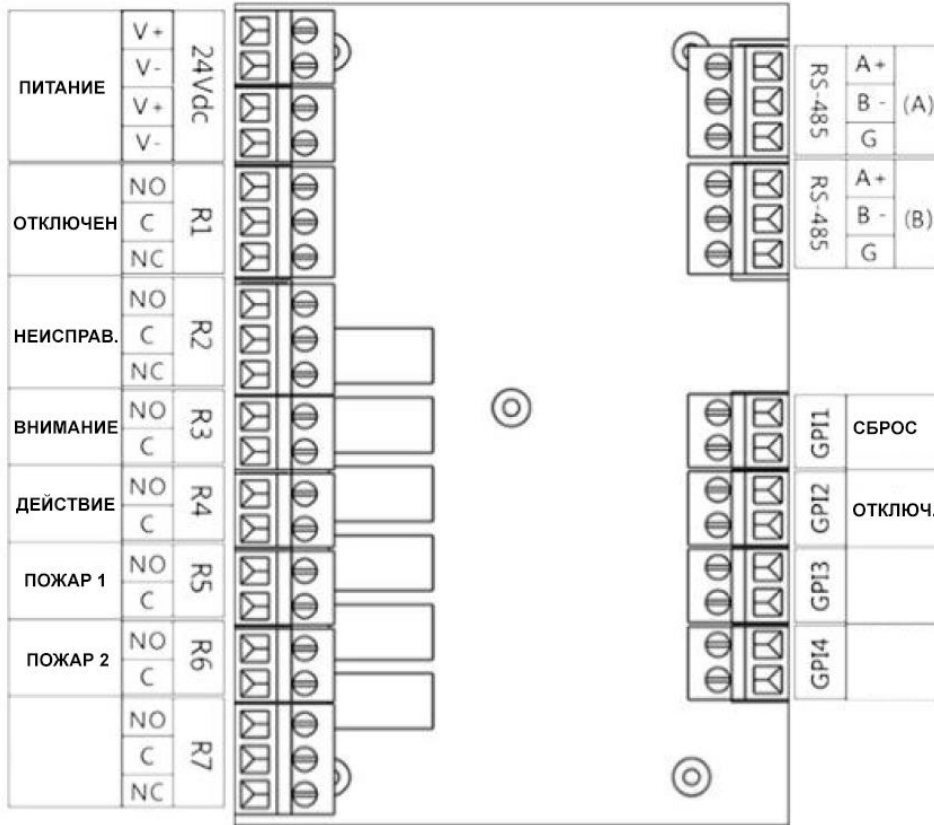 ПИТАНИЕ
V+
V-
V+
V-
24Vdc
ОТКЛЮЧЕН
NO
C
NC
R1
НЕИСПРАВ.
NO
C
NC
R2
ВНИМАНИЕ
NO
C
R3
ДЕЙСТВИЕ
NO
C
R4
ПОЖАР 1
NO
C
R5
ПОЖАР 2
NO
C
R6
NO
C
NC
R7
RS-485
A+
B -
G
(A)
RS-485
A+
B -
G
(B)
GPI1
СБРОС
GPI2
ОТКЛЮЧ.
GPI3
GPI4